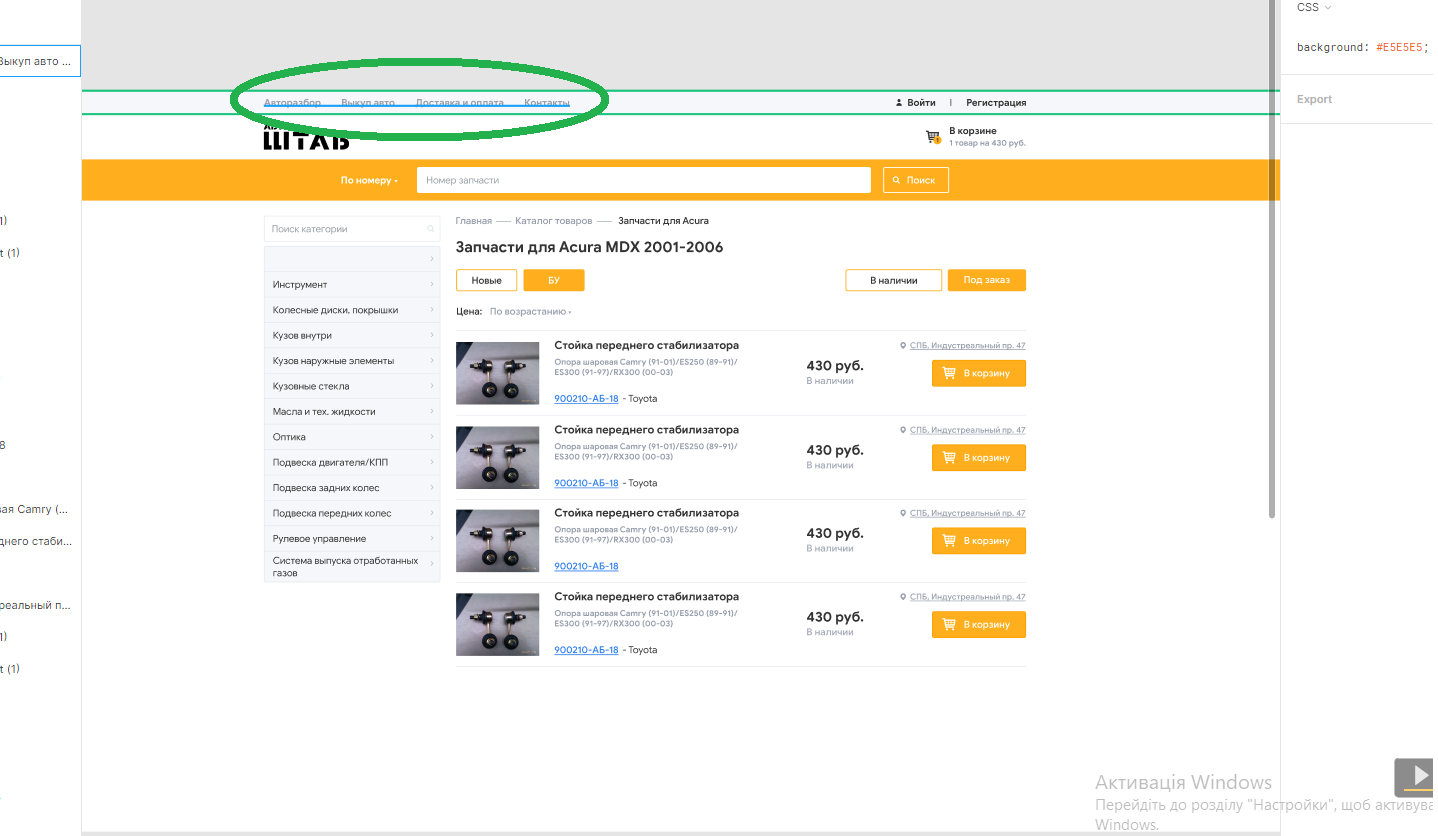 CSS
Выкуп авто ...
background: #E5E5E5;
Export
Авторазбор Выкуп авто Доставка и оплата Контакты
Войти | Регистрация
ШТАБ
В корзине
1 товар на 430 руб.
По номеру
Номер запчасти
Поиск
1)
t (1)
8
вая Camry (...
днего стаби...
реальный п...
1)
t (1)
Поиск категории
Инструмент
Колесные диски, покрышки
Кузов внутри
Кузов наружные элементы
Кузовные стекла
Масла и тех. жидкости
Оптика
Подвеска двигателя/КПП
Подвеска задних колес
Подвеска передних колес
Рулевое управление
Система выпуска отработанных
газов
Главная — Каталог товаров — Запчасти для Acura
Запчасти для Acura MDX 2001-2006
Новые БУ В наличии Под заказ
Цена: По возрастанию
Стойка переднего стабилизатора
Опора шаровая Camry (91-01)/ES250 (89-91)/
ES300 (91-97)/RX300 (00-03)
900210-АБ-18 - Toyota
430 руб.
В наличии
СПБ, Индустреальный пр. 47
В корзину
Стойка переднего стабилизатора
Опора шаровая Camry (91-01)/ES250 (89-91)/
ES300 (91-97)/RX300 (00-03)
900210-АБ-18 - Toyota
430 руб.
В наличии
СПБ, Индустреальный пр. 47
В корзину
Стойка переднего стабилизатора
Опора шаровая Camry (91-01)/ES250 (89-91)/
ES300 (91-97)/RX300 (00-03)
900210-АБ-18
430 руб.
В наличии
СПБ, Индустреальный пр. 47
В корзину
Стойка переднего стабилизатора
Опора шаровая Camry (91-01)/ES250 (89-91)/
ES300 (91-97)/RX300 (00-03)
900210-АБ-18 - Toyota
430 руб.
В наличии
СПБ, Индустреальный пр. 47
В корзину
Активація Windows
Перейдіть до розділу "Настройки", щоб активува
Windows.